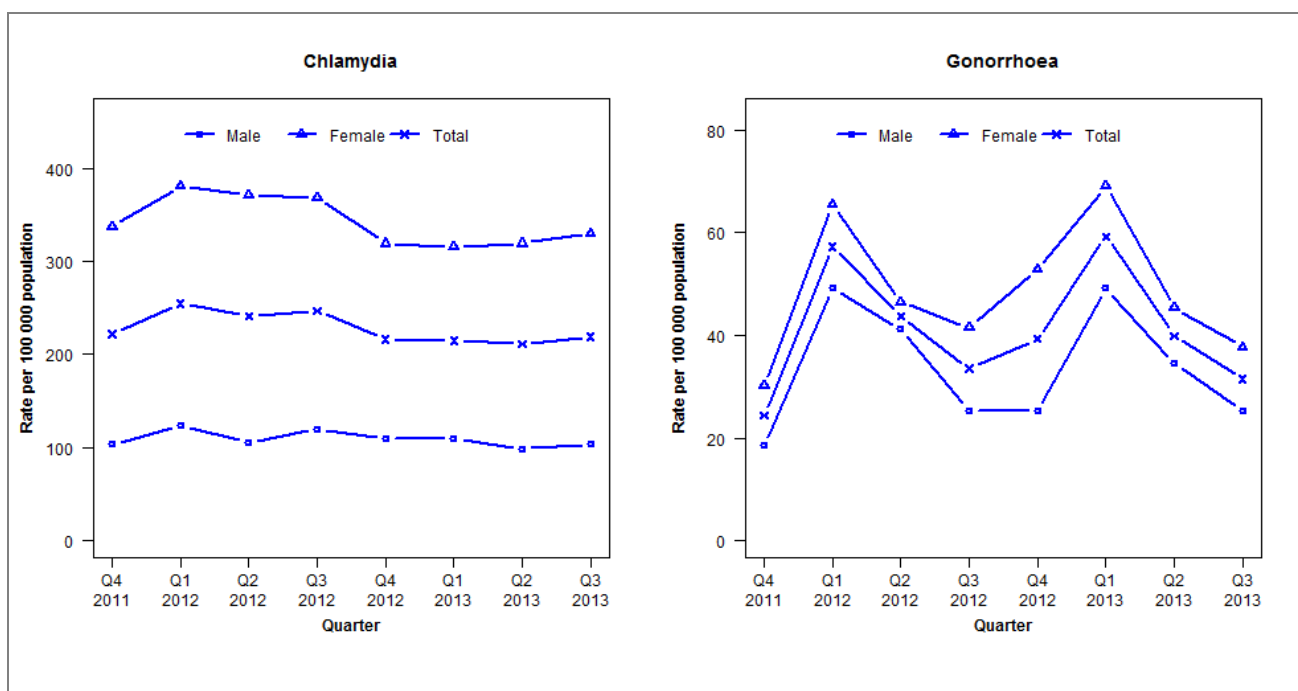 Chlamydia
Male Female Total
400
300
200
100
0
Rate per 100 000 population
Q4 Q1 Q2 Q3 Q4 Q1 Q2 Q3
2011 2012 2012 2012 2012 2013 2013 2013
Quarter
Gonorrhoea
Male Female Total
80
60
40
20
0
Rate per 100 000 population
Q4 Q1 Q2 Q3 Q4 Q1 Q2 Q3
2011 2012 2012 2012 2012 2013 2013 2013
Quarter